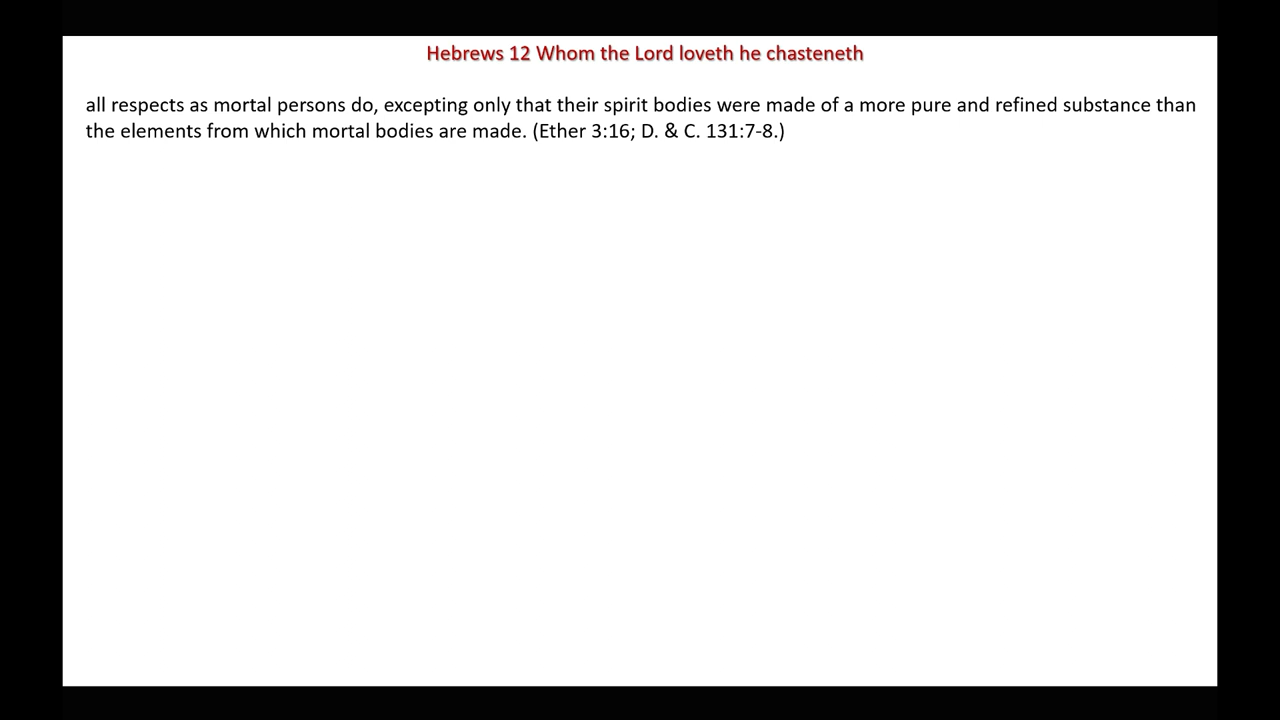 Hebrews 12 Whom the Lord loveth he chasteneth
all respects as mortal persons do, excepting only that their spirit bodies were made of a more pure and refined substance than
the elements from which mortal bodies are made. (Ether 3:16; D. & C. 131:7-8.)